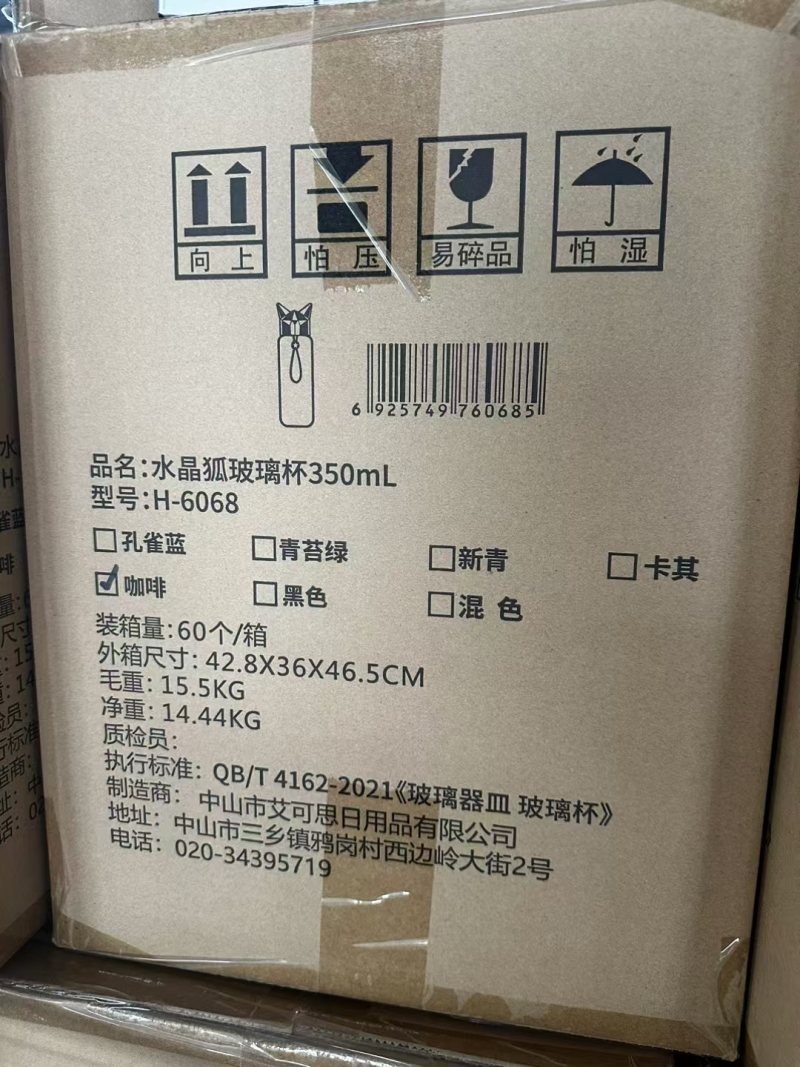 向上 怕压 易碎品 怕湿
6 925749 760685
品名：水晶狐玻璃杯350mL
型号：H-6068
孔雀蓝 青苔绿 新青 卡其
咖啡 黑色 混色
装箱量：60个/箱
外箱尺寸：42.8X36X46.5CM
毛重：15.5KG
净重：14.44KG
质检员：
执行标准：QB/T 4162-2021《玻璃器皿 玻璃杯》
制造商：中山市艾可思日用品有限公司
地址：中山市三乡镇鸦岗村西边岭大街2号
电话：020-34395719